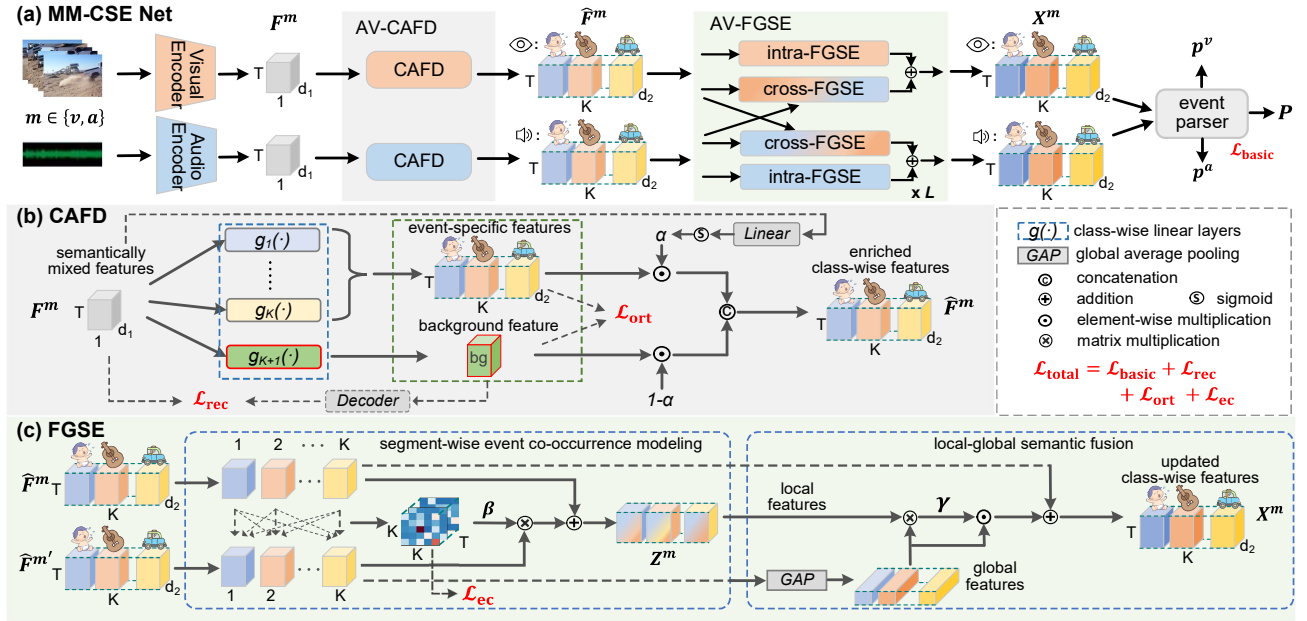 (a) MM-CSE Net
m ∈ {v, a}
Visual Encoder
Audio Encoder
F^m
T
1
d_1
T
1
d_1
AV-CAFD
CAFD
CAFD
F̂^m
T
K
d_2
T
K
d_2
AV-FGSE
intra-FGSE
cross-FGSE
cross-FGSE
intra-FGSE
x L
X^m
T
K
d_2
T
K
d_2
p^v
event parser
P
p^a
ℒ_basic
(b) CAFD
semantically mixed features
F^m
T
1
d_1
g_1(·)
g_K(·)
g_{K+1}(·)
event-specific features
T
K
d_2
background feature
bg
ℒ_ort
ℒ_rec
Decoder
α
S
Linear
1-α
C
enriched class-wise features
T
K
d_2
F̂^m
g(·) class-wise linear layers
GAP global average pooling
C concatenation
addition
S sigmoid
element-wise multiplication
matrix multiplication
ℒ_total = ℒ_basic + ℒ_rec
+ ℒ_ort + ℒ_ec
(c) FGSE
F̂^m
T
K
d_2
F̂^m′
T
K
d_2
1 2 ··· K
segment-wise event co-occurrence modeling
K
K
T
β
1 2 ··· K
ℒ_ec
Z^m
local-global semantic fusion
local features
γ
GAP
global features
updated class-wise features
T
K
d_2
X^m